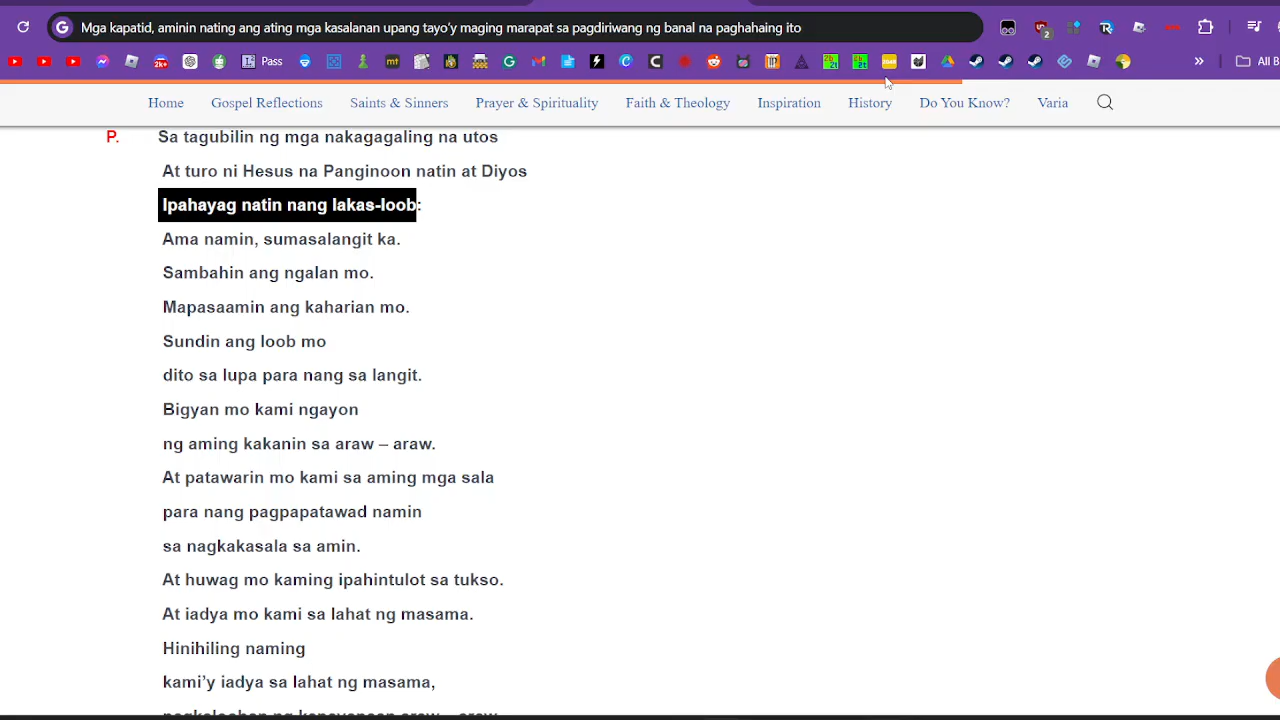 Mga kapatid, aminin nating ang ating mga kasalanan upang tayo’y maging marapat sa pagdiriwang ng banal na paghahaing ito
Pass
All B
Home Gospel Reflections Saints & Sinners Prayer & Spirituality Faith & Theology Inspiration History Do You Know? Varia
P. Sa tagubilin ng mga nakagagaling na utos
At turo ni Hesus na Panginoon natin at Diyos
Ipahayag natin nang lakas-loob:
Ama namin, sumasalangit ka.
Sambahin ang ngalan mo.
Mapasaamin ang kaharian mo.
Sundin ang loob mo
dito sa lupa para nang sa langit.
Bigyan mo kami ngayon
ng aming kakanin sa araw – araw.
At patawarin mo kami sa aming mga sala
para nang pagpapatawad namin
sa nagkakasala sa amin.
At huwag mo kaming ipahintulot sa tukso.
At iadya mo kami sa lahat ng masama.
Hinihiling naming
kami’y iadya sa lahat ng masama,